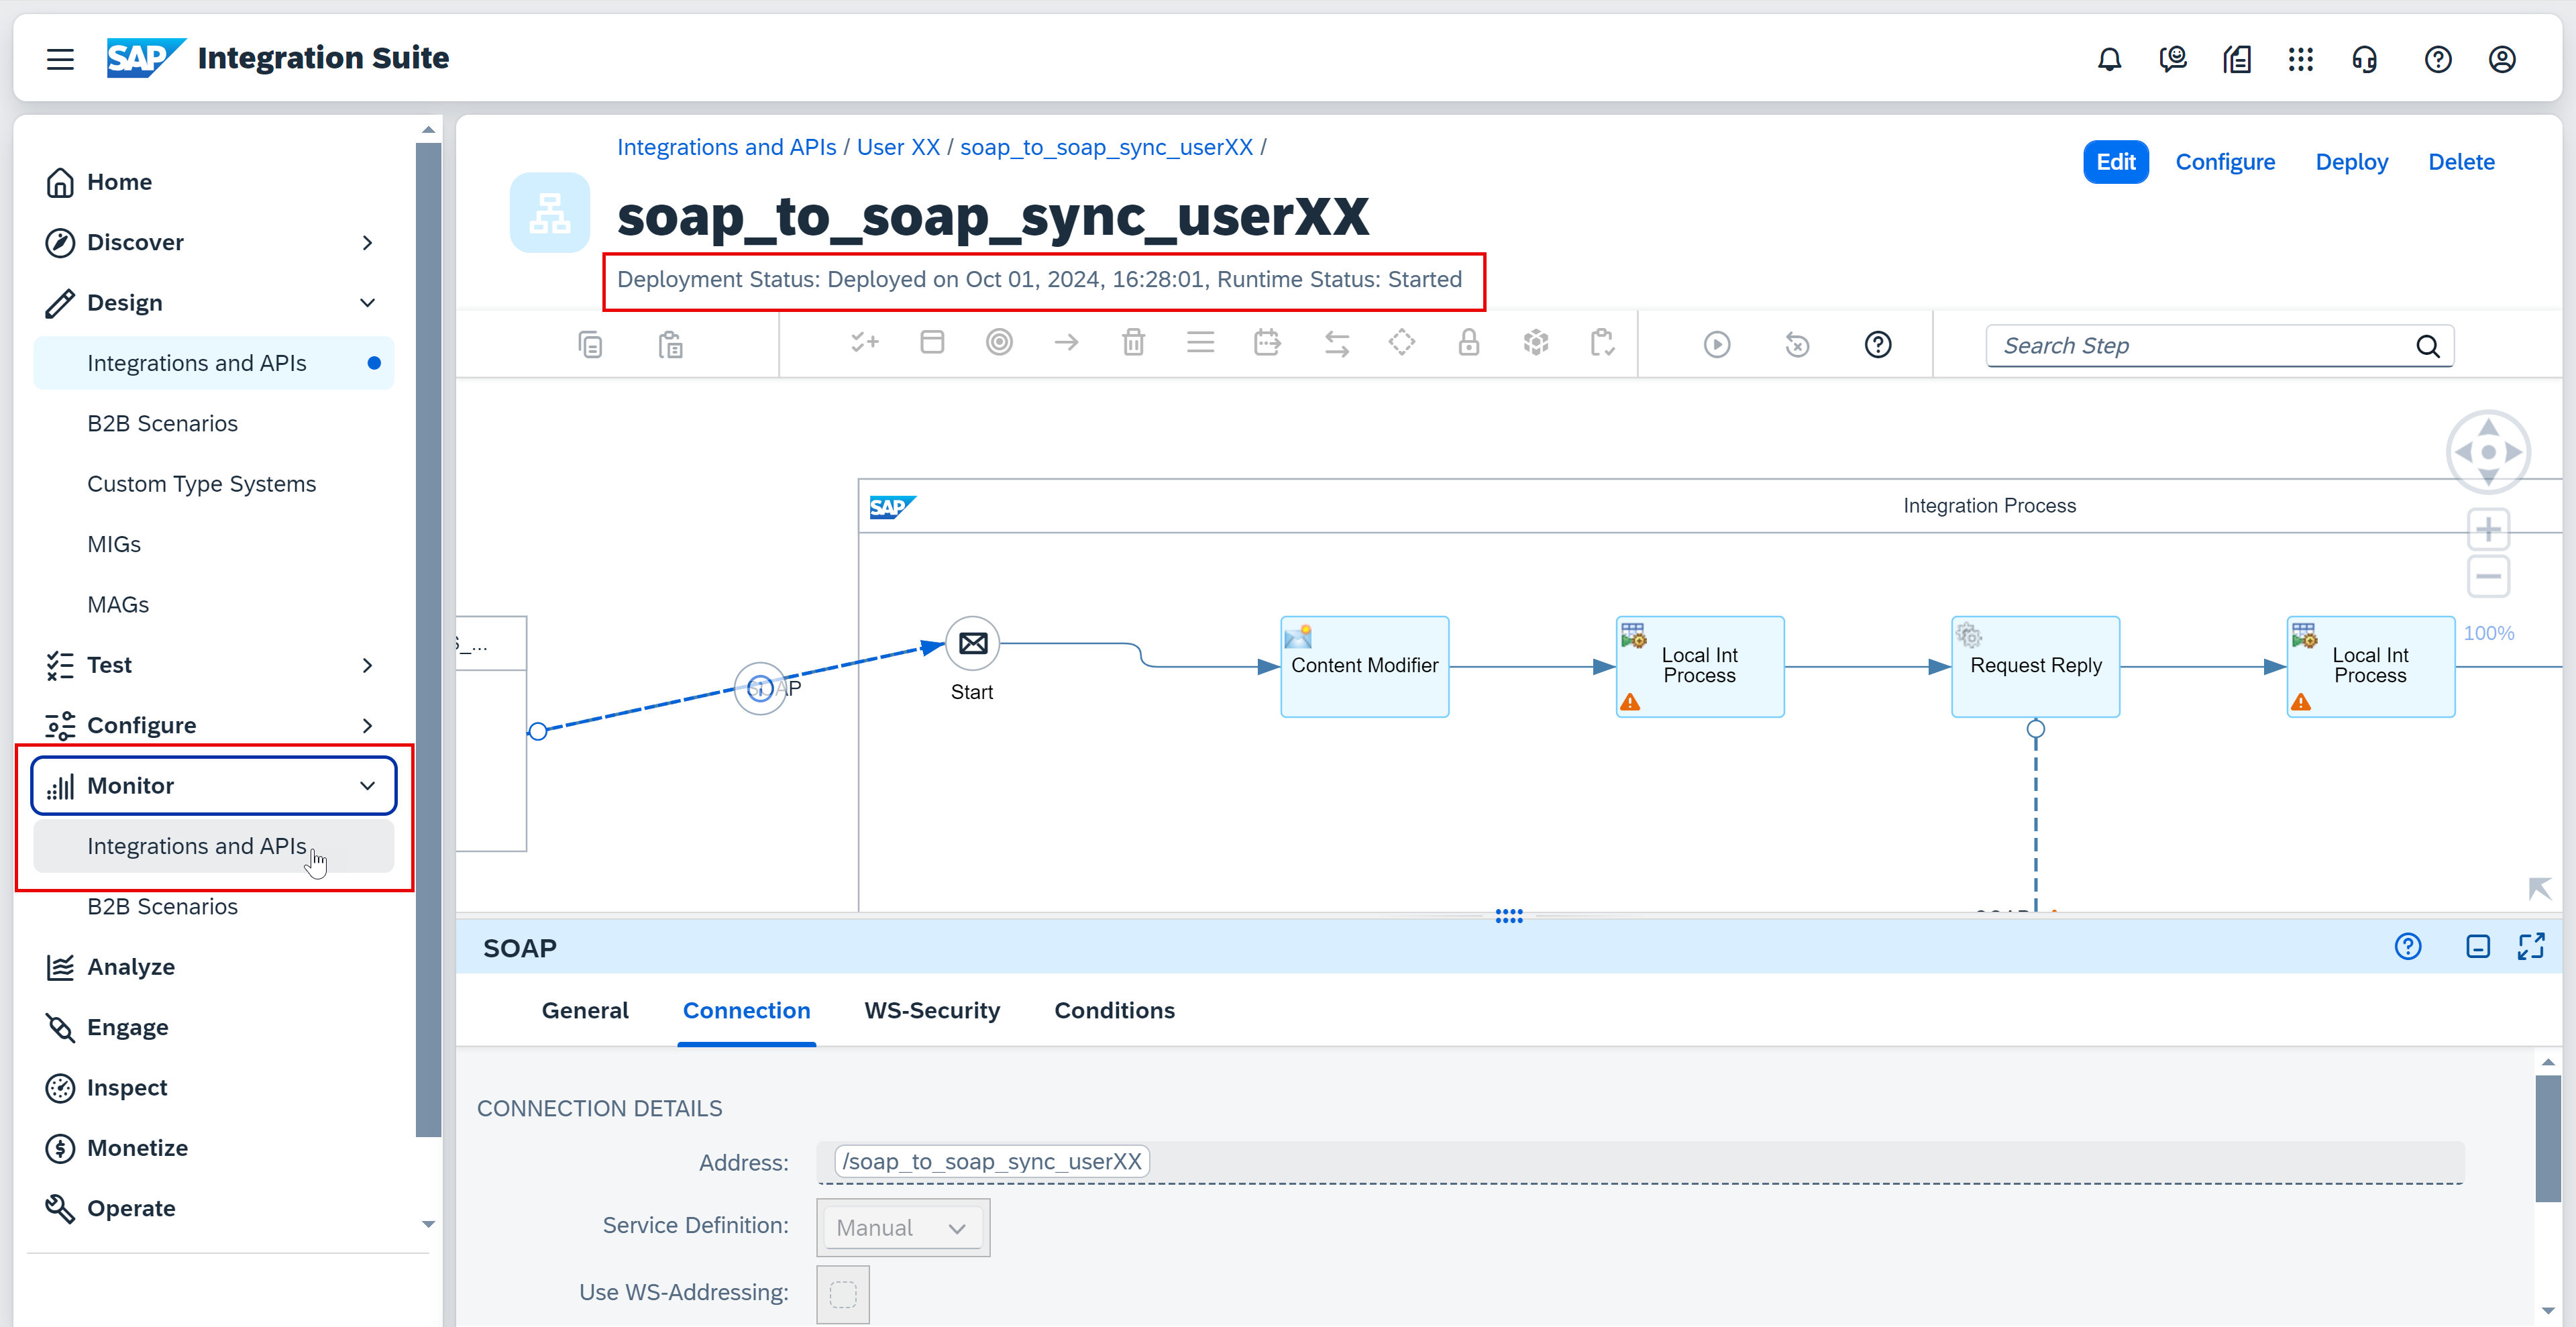 SAP Integration Suite
Home
Discover
Design
Integrations and APIs
B2B Scenarios
Custom Type Systems
MIGs
MAGs
Test
Configure
Monitor
Integrations and APIs
B2B Scenarios
Analyze
Engage
Inspect
Monetize
Operate
Integrations and APIs / User XX / soap_to_soap_sync_userXX /
Edit Configure Deploy Delete
soap_to_soap_sync_userXX
Deployment Status: Deployed on Oct 01, 2024, 16:28:01, Runtime Status: Started
Search Step
SAP
Integration Process
SOAP
Start
Content Modifier
Local Int
Process
Request Reply
Local Int
Process
100%
SOAP
General Connection WS-Security Conditions
CONNECTION DETAILS
Address: /soap_to_soap_sync_userXX
Service Definition: Manual
Use WS-Addressing: